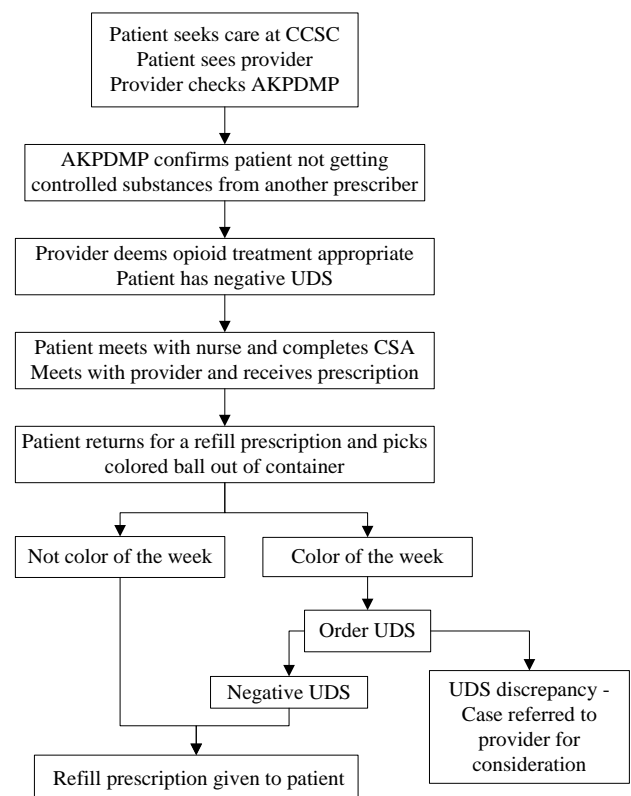 Patient seeks care at CCSC
Patient sees provider
Provider checks AKPDMP
AKPDMP confirms patient not getting
controlled substances from another prescriber
Provider deems opioid treatment appropriate
Patient has negative UDS
Patient meets with nurse and completes CSA
Meets with provider and receives prescription
Patient returns for a refill prescription and picks
colored ball out of container
Not color of the week
Color of the week
Order UDS
Negative UDS
UDS discrepancy -
Case referred to
provider for
consideration
Refill prescription given to patient